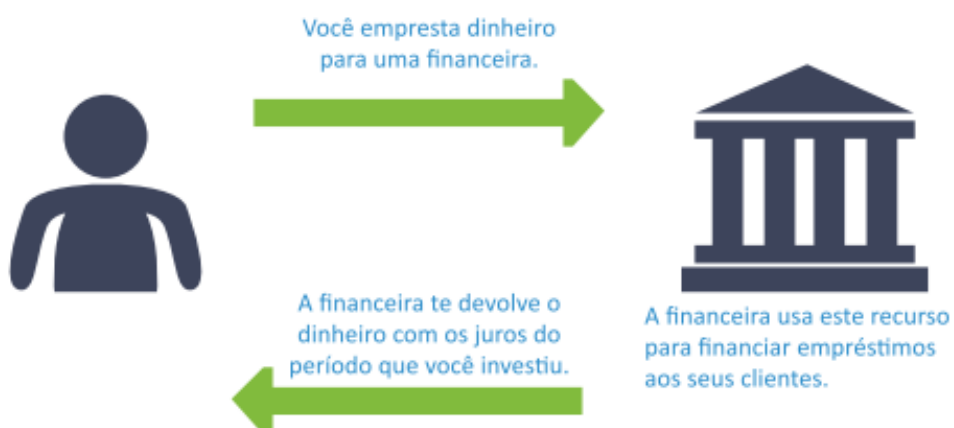 Você empresta dinheiro
para uma financeira.
A financeira usa este recurso
para financiar empréstimos
aos seus clientes.
A financeira te devolve o
dinheiro com os juros do
período que você investiu.